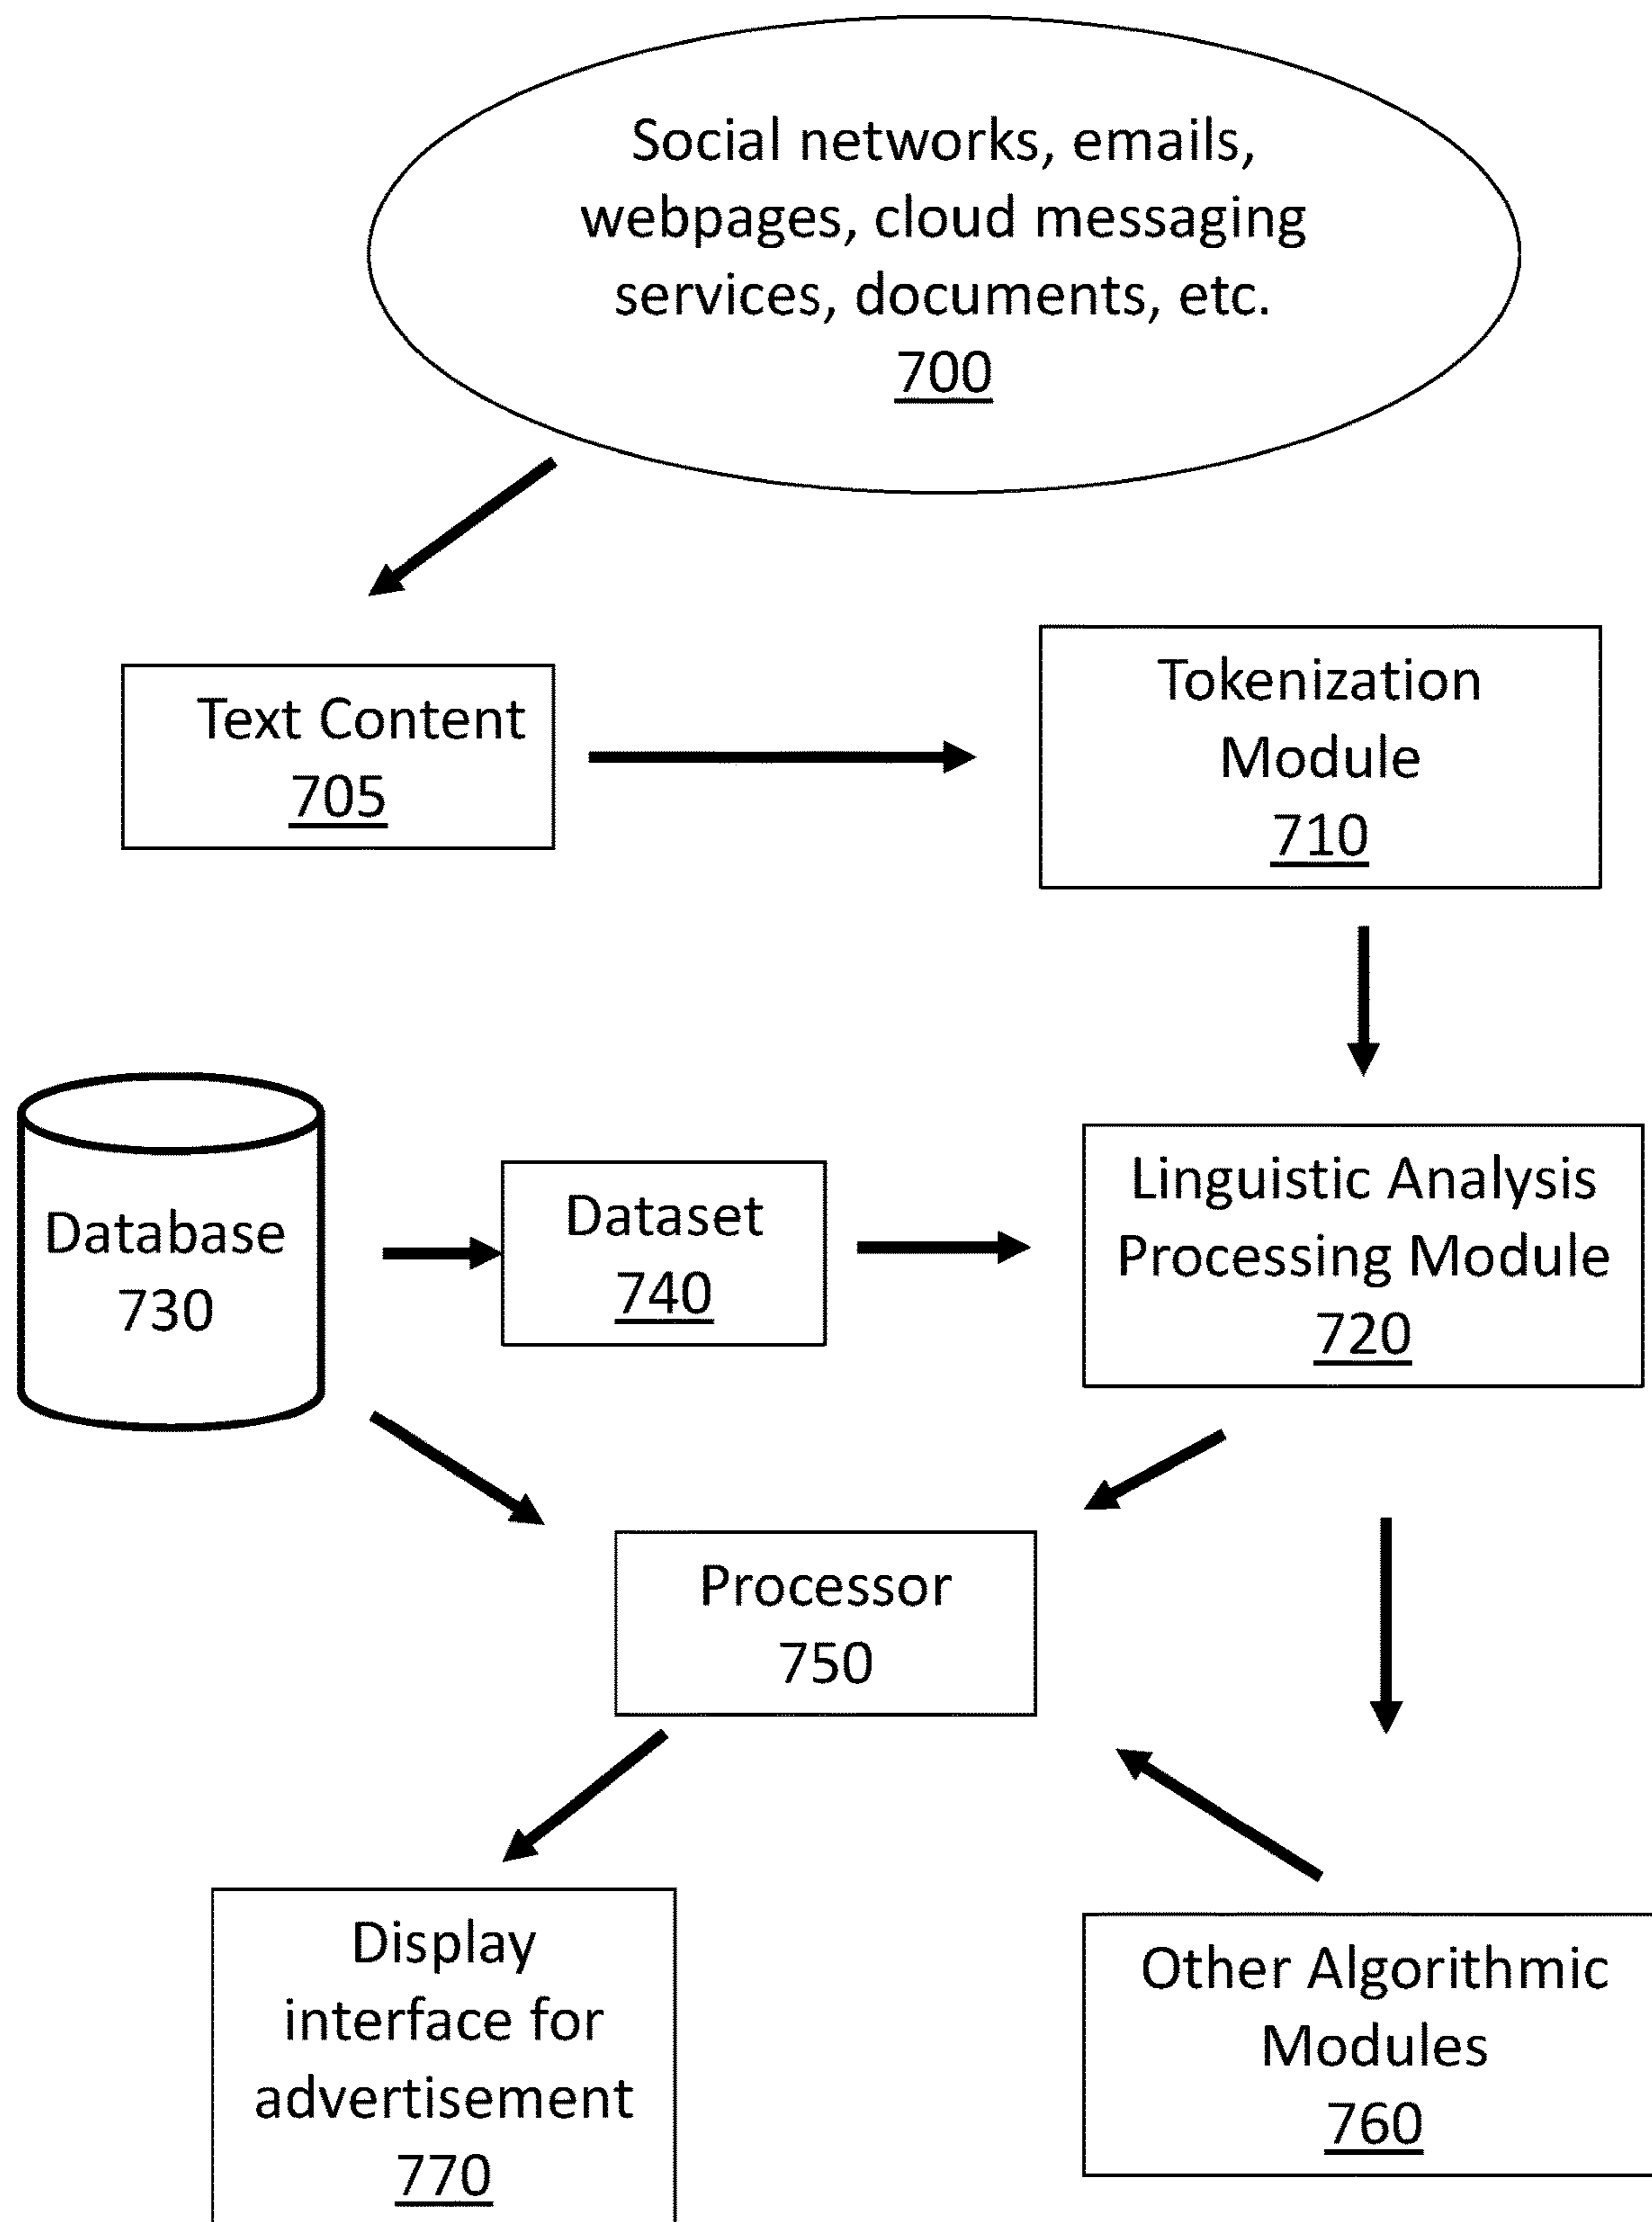 Social networks, emails,
webpages, cloud messaging
services, documents, etc.
700
Text Content
705
Tokenization
Module
710
Database
730
Dataset
740
Linguistic Analysis
Processing Module
720
Processor
750
Display
interface for
advertisement
770
Other Algorithmic
Modules
760